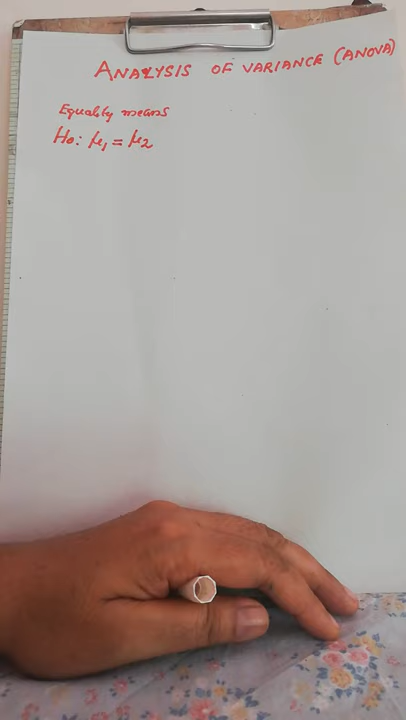 ANALYSIS OF VARIANCE (ANOVA)
Equality means
H₀: μ₁ = μ₂